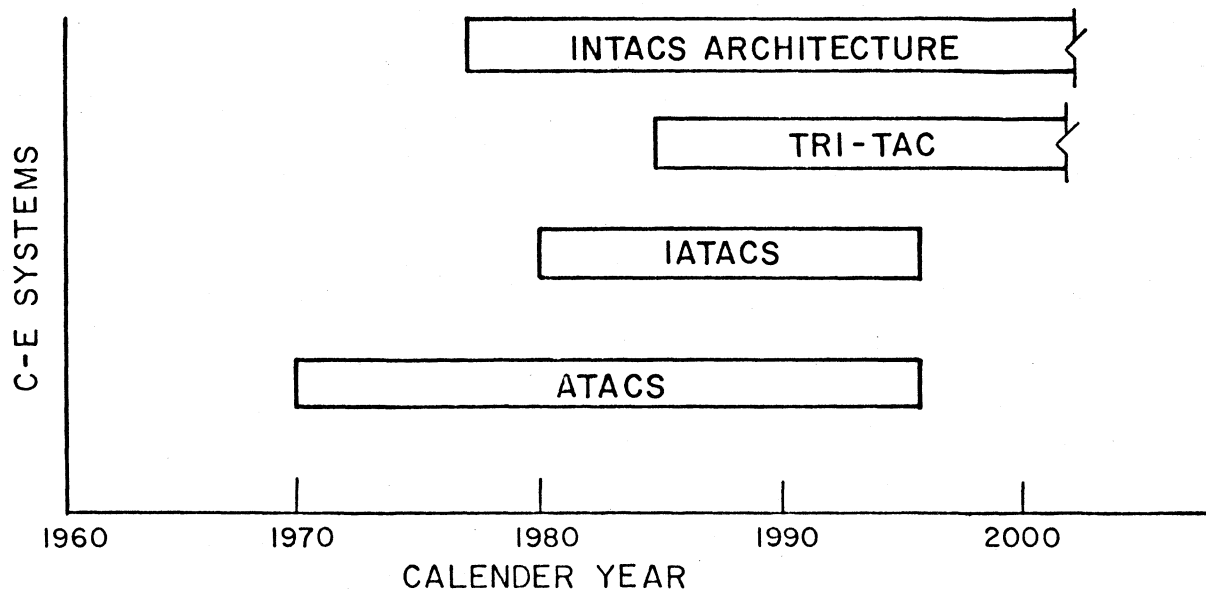 INTACS ARCHITECTURE
TRI-TAC
IATACS
ATACS
C-E SYSTEMS
1960 1970 1980 1990 2000
CALENDER YEAR